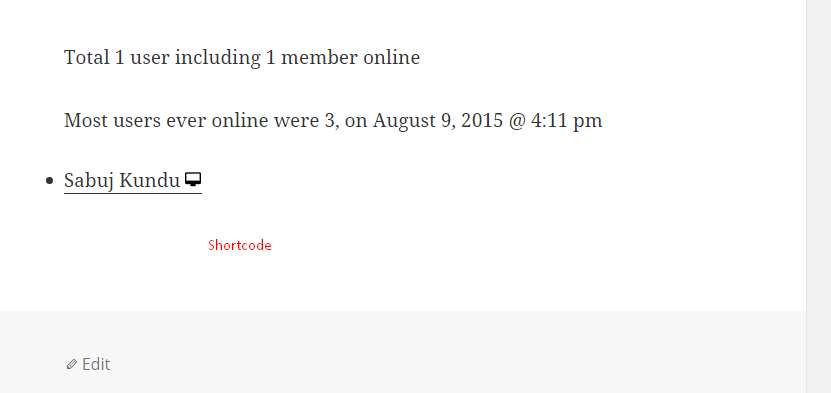 Total 1 user including 1 member online
Most users ever online were 3, on August 9, 2015 @ 4:11 pm
Sabuj Kundu
Shortcode
Edit